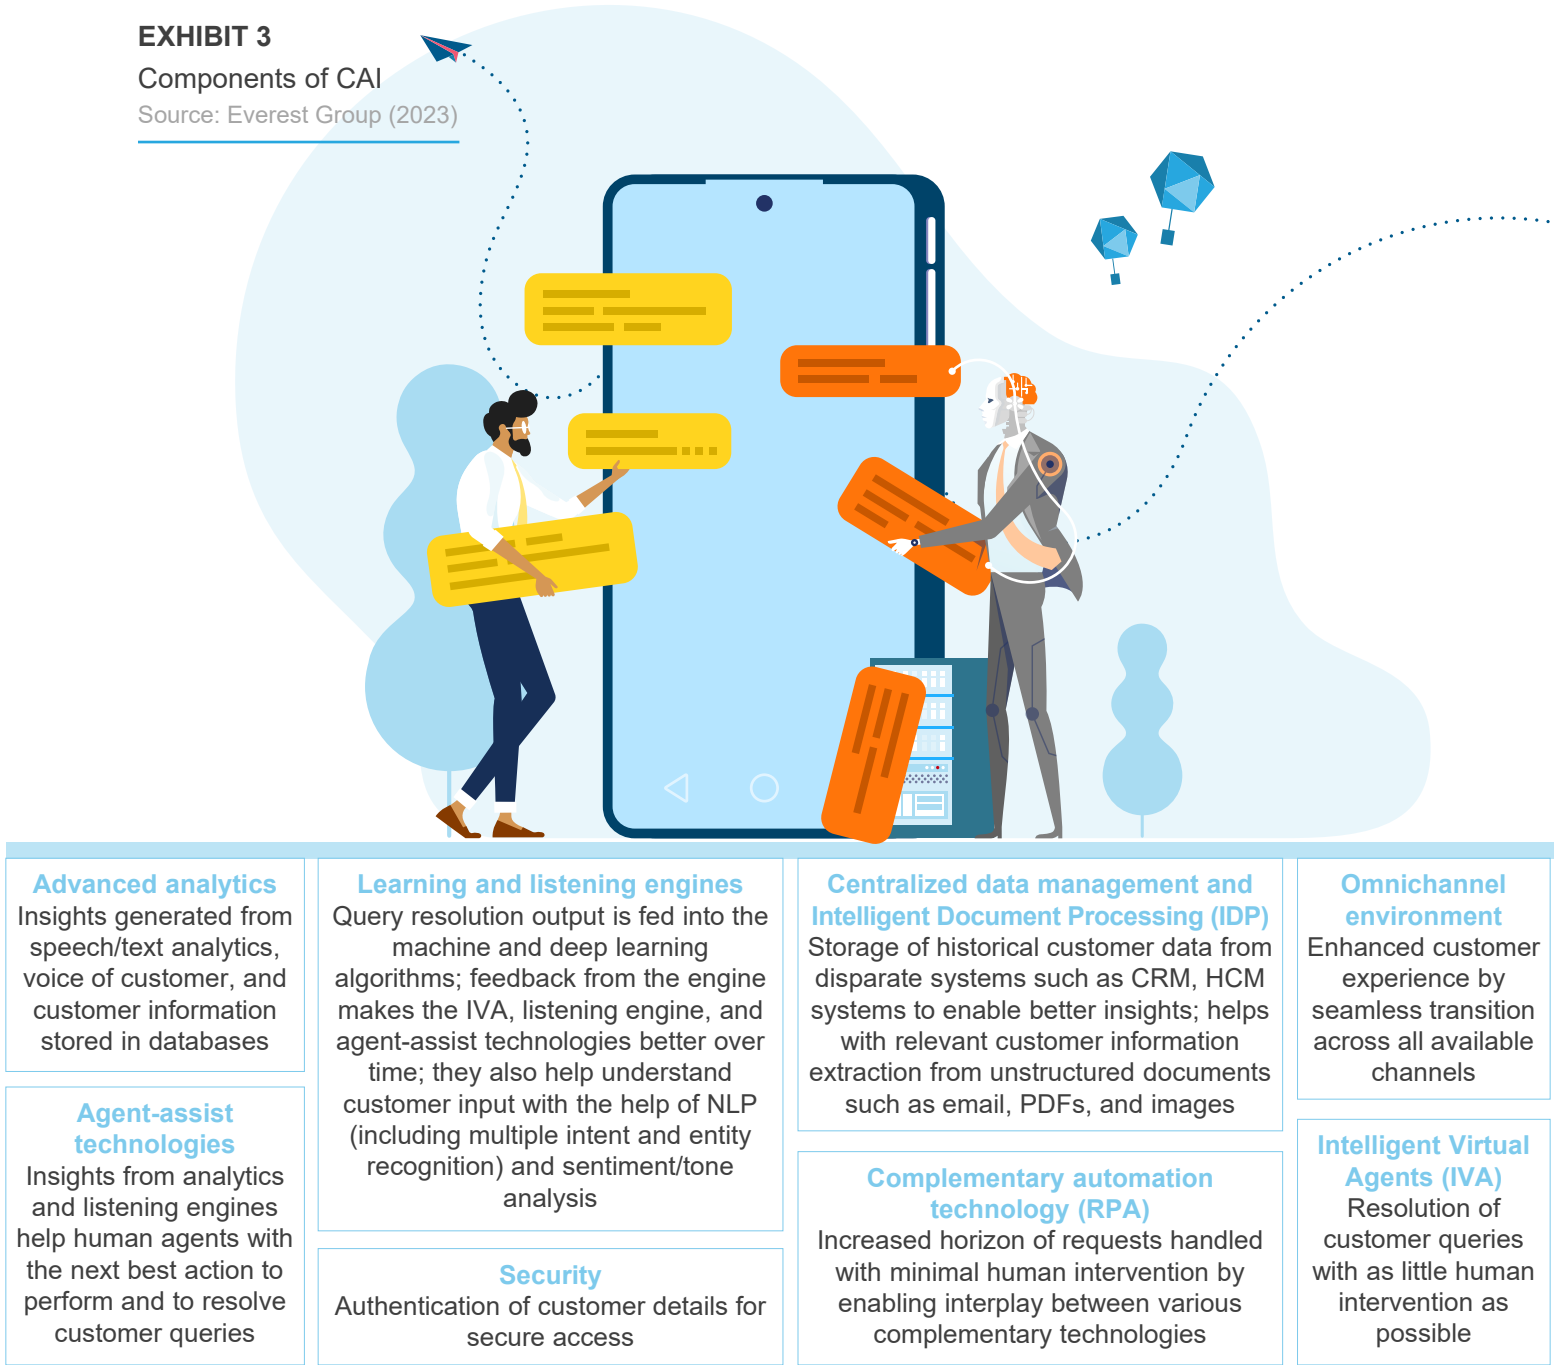 EXHIBIT 3
Components of CAI
Source: Everest Group (2023)
Advanced analytics
Insights generated from
speech/text analytics,
voice of customer, and
customer information
stored in databases
Agent-assist
technologies
Insights from analytics
and listening engines
help human agents with
the next best action to
perform and to resolve
customer queries
Learning and listening engines
Query resolution output is fed into the
machine and deep learning
algorithms; feedback from the engine
makes the IVA, listening engine, and
agent-assist technologies better over
time; they also help understand
customer input with the help of NLP
(including multiple intent and entity
recognition) and sentiment/tone
analysis
Security
Authentication of customer details for
secure access
Centralized data management and
Intelligent Document Processing (IDP)
Storage of historical customer data from
disparate systems such as CRM, HCM
systems to enable better insights; helps
with relevant customer information
extraction from unstructured documents
such as email, PDFs, and images
Complementary automation
technology (RPA)
Increased horizon of requests handled
with minimal human intervention by
enabling interplay between various
complementary technologies
Omnichannel
environment
Enhanced customer
experience by
seamless transition
across all available
channels
Intelligent Virtual
Agents (IVA)
Resolution of
customer queries
with as little human
intervention as
possible